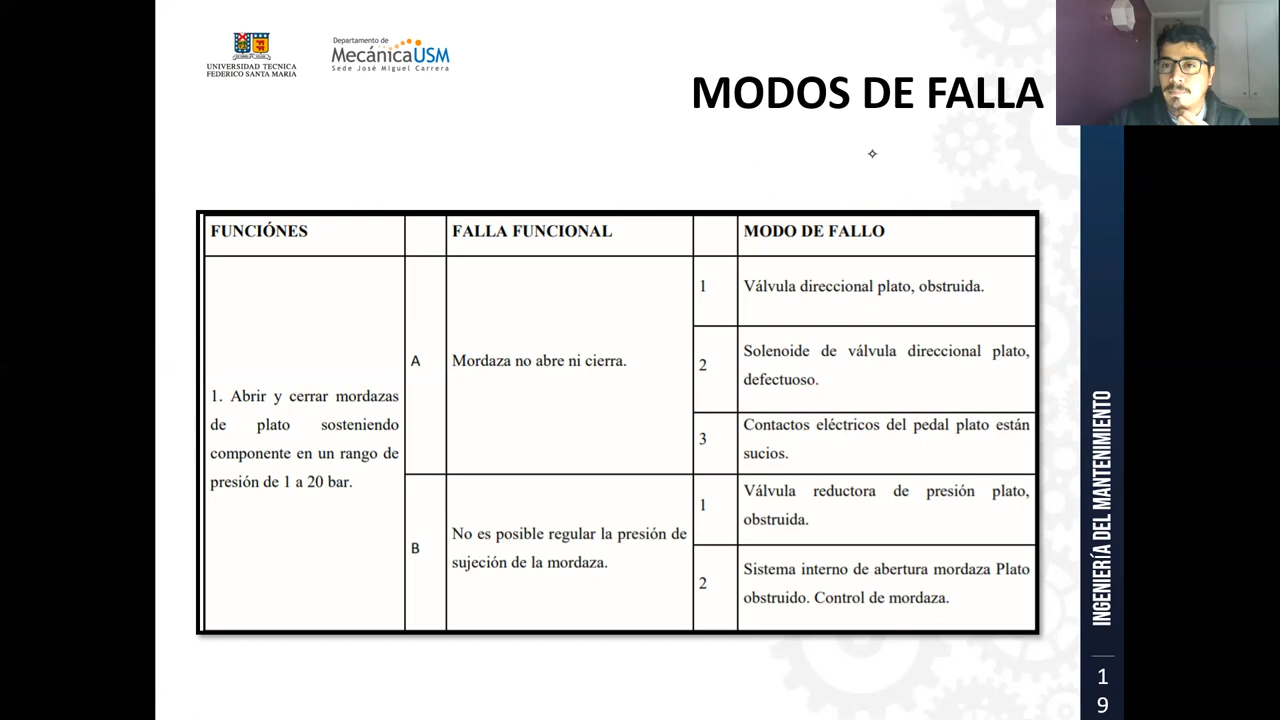 UNIVERSIDAD TECNICA
FEDERICO SANTA MARIA
Departamento de
MecánicaUSM
Sede José Miguel Carrera
MODOS DE FALLA
FUNCIÓNES
FALLA FUNCIONAL
MODO DE FALLO
1. Abrir y cerrar mordazas
de plato sosteniendo
componente en un rango de
presión de 1 a 20 bar.
A
Mordaza no abre ni cierra.
1
Válvula direccional plato, obstruida.
2
Solenoide de válvula direccional plato,
defectuoso.
3
Contactos eléctricos del pedal plato están
sucios.
B
No es posible regular la presión de
sujeción de la mordaza.
1
Válvula reductora de presión plato,
obstruida.
2
Sistema interno de abertura mordaza Plato
obstruido. Control de mordaza.
INGENIERÍA DEL MANTENIMIENTO
1
9